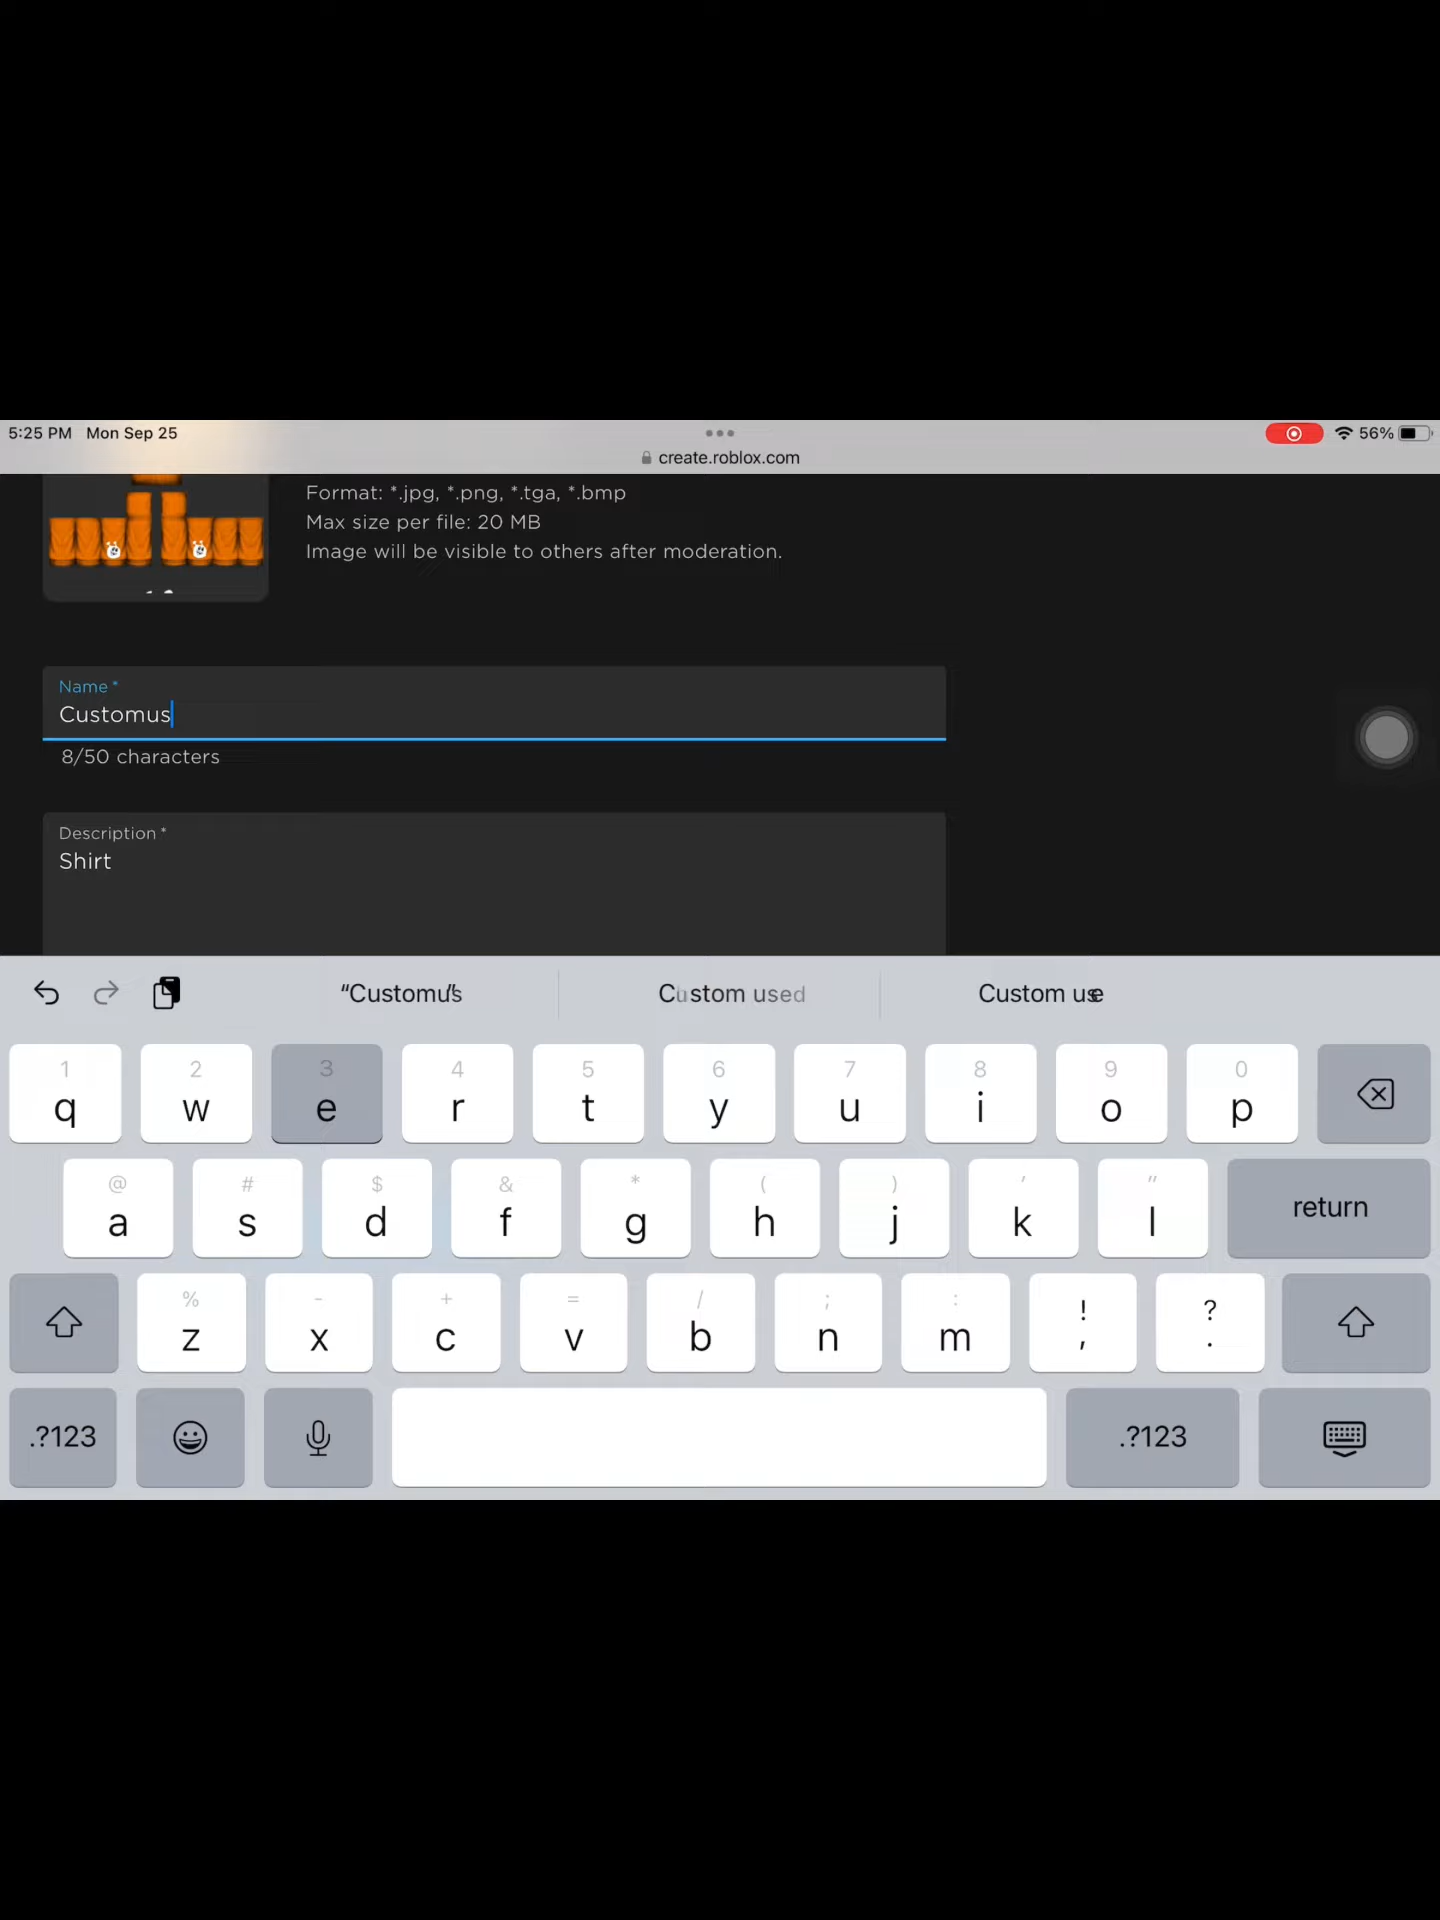 5:25 PM Mon Sep 25
56%
create.roblox.com
Format: *.jpg, *.png, *.tga, *.bmp
Max size per file: 20 MB
Image will be visible to others after moderation.
Name *
Customus
8/50 characters
Description *
Shirt
"Customus" Custom used Custom use
1 2 3 4 5 6 7 8 9 0
q w e r t y u i o p
@ # $ & * ( ) ' "
a s d f g h j k l return
% - + = / ; : ! ?
z x c v b n m , .
.?123 .?123